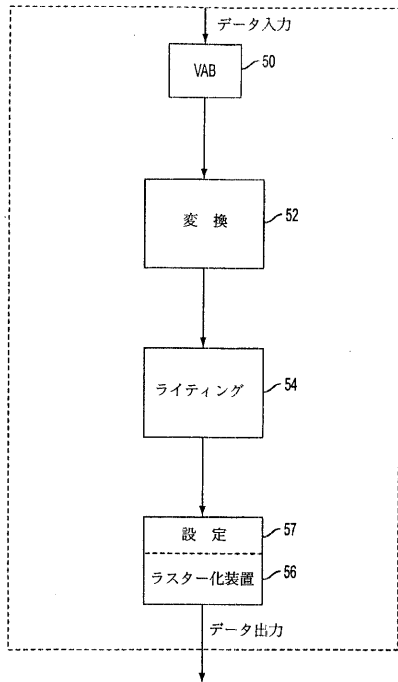 データ入力
VAB
50
変 換
52
ライティング
54
設 定
57
ラスター化装置
56
データ出力